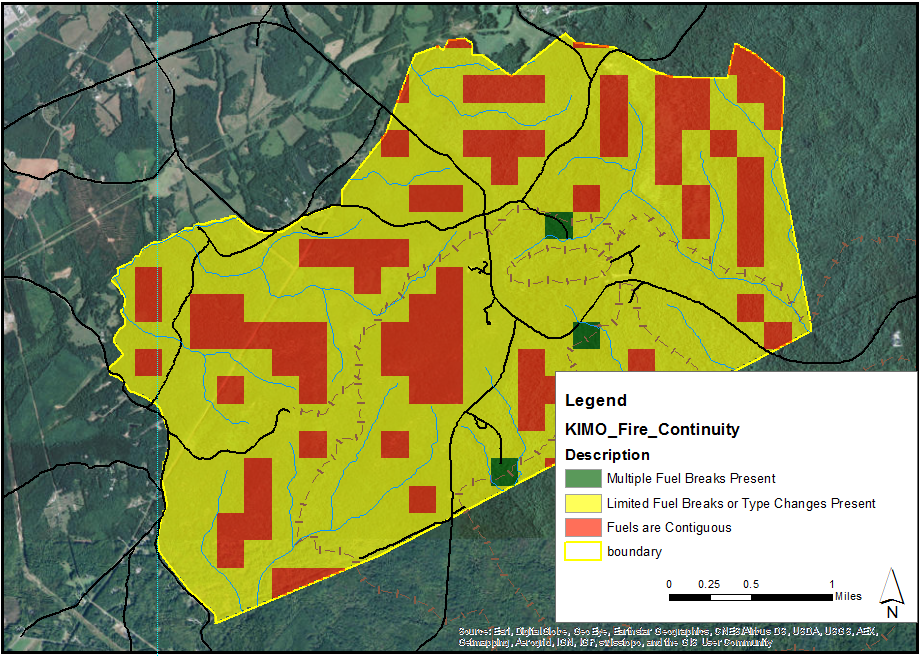 Legend
KIMO_Fire_Continuity
Description
Multiple Fuel Breaks Present
Limited Fuel Breaks or Type Changes Present
Fuels are Contiguous
boundary
0 0.25 0.5 1
Miles
N
Source: Esri, DigitalGlobe, GeoEye, Earthstar Geographics, CNES/Airbus DS, USDA, USGS, AEX,
Getmapping, Aerogrid, IGN, IGP, swisstopo, and the GIS User Community